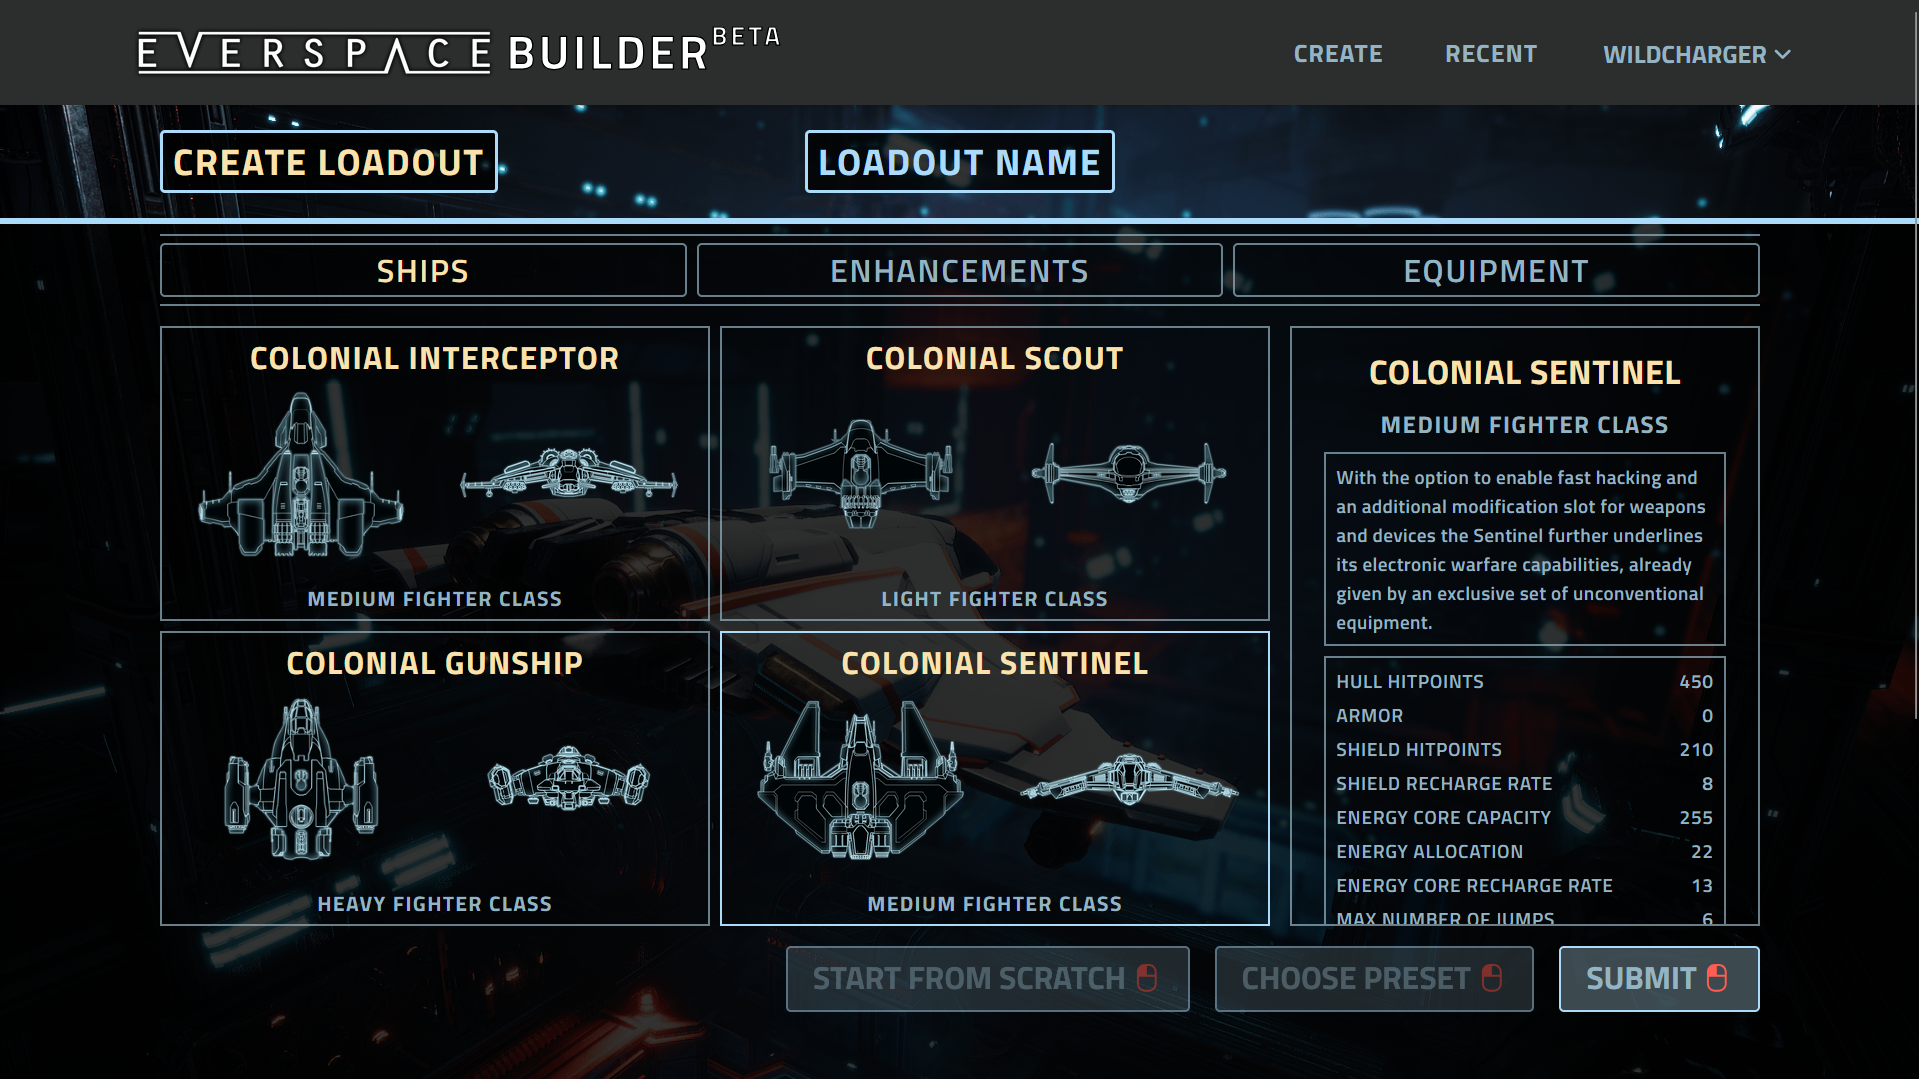 EVERSPACE BUILDER BETA
CREATE
RECENT
WILDCHARGER
CREATE LOADOUT
LOADOUT NAME
SHIPS
ENHANCEMENTS
EQUIPMENT
COLONIAL INTERCEPTOR
MEDIUM FIGHTER CLASS
COLONIAL SCOUT
LIGHT FIGHTER CLASS
COLONIAL GUNSHIP
HEAVY FIGHTER CLASS
COLONIAL SENTINEL
MEDIUM FIGHTER CLASS
COLONIAL SENTINEL
MEDIUM FIGHTER CLASS
With the option to enable fast hacking and
an additional modification slot for weapons
and devices the Sentinel further underlines
its electronic warfare capabilities, already
given by an exclusive set of unconventional
equipment.
HULL HITPOINTS 450
ARMOR 0
SHIELD HITPOINTS 210
SHIELD RECHARGE RATE 8
ENERGY CORE CAPACITY 255
ENERGY ALLOCATION 22
ENERGY CORE RECHARGE RATE 13
MAX NUMBER OF JUMPS 6
START FROM SCRATCH
CHOOSE PRESET
SUBMIT